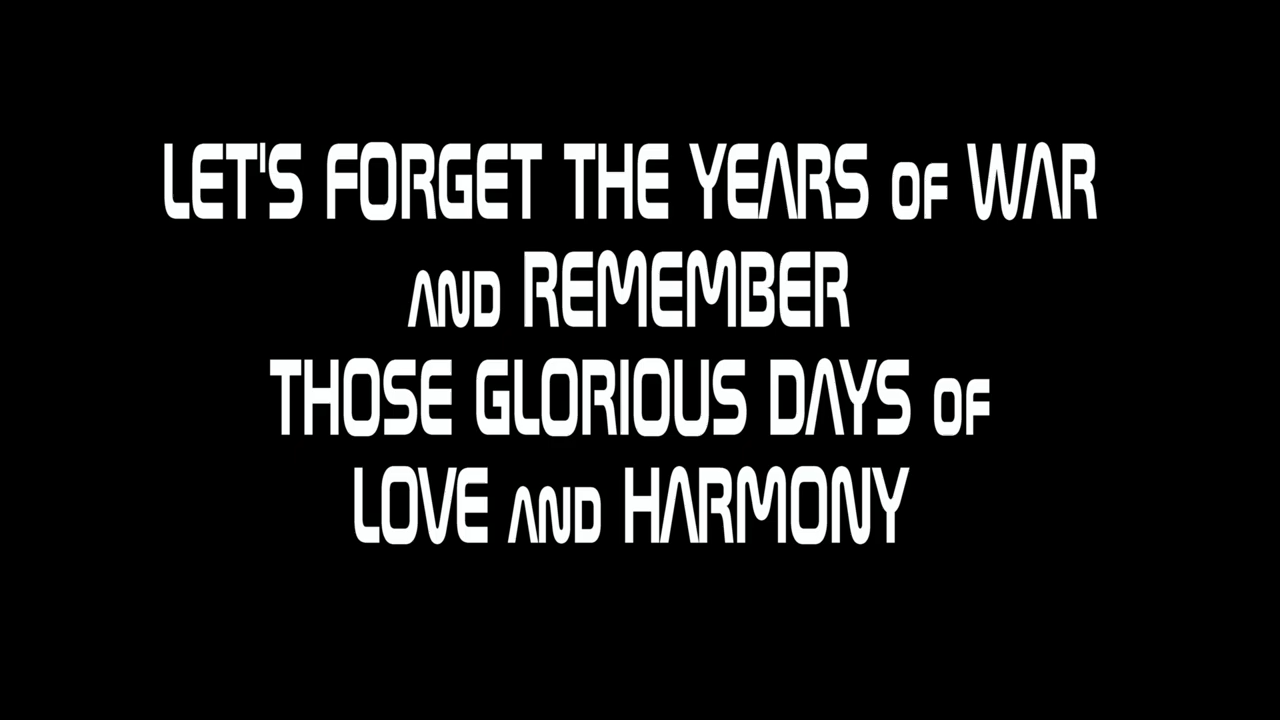 LET'S FORGET THE YEARS OF WAR
AND REMEMBER
THOSE GLORIOUS DAYS OF
LOVE AND HARMONY